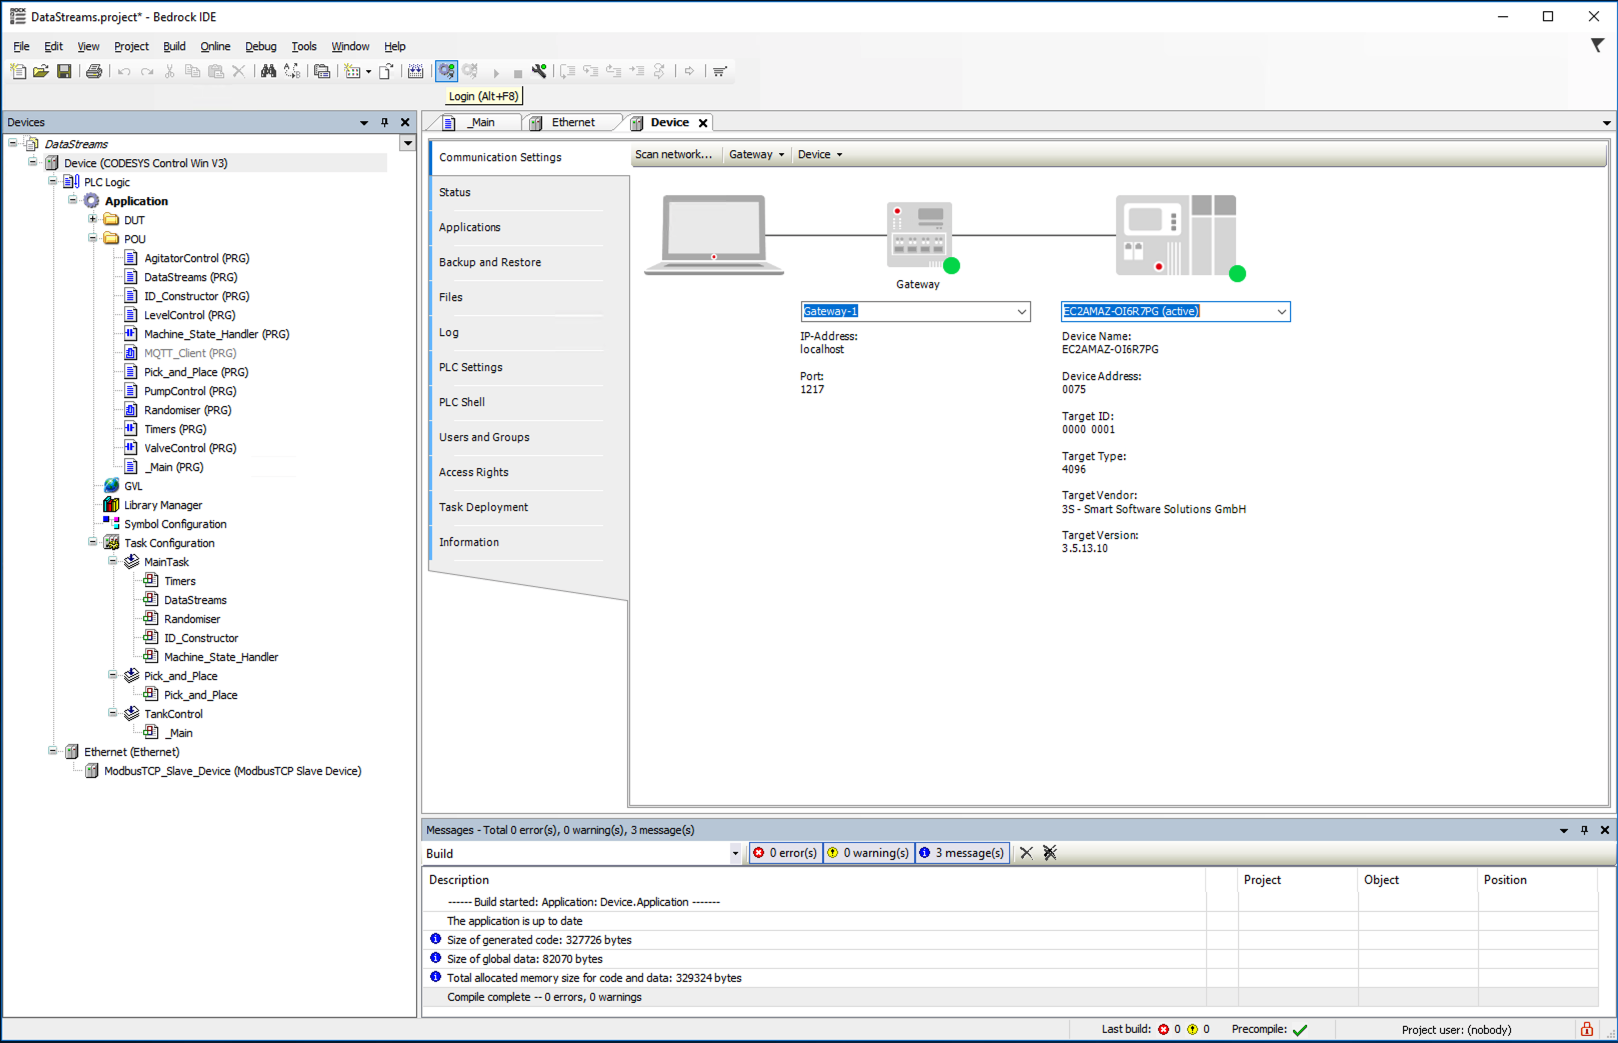 DataStreams.project* - Bedrock IDE
File Edit View Project Build Online Debug Tools Window Help
Login (Alt+F8)
Devices
DataStreams
Device (CODESYS Control Win V3)
PLC Logic
Application
DUT
POU
AgitatorControl (PRG)
DataStreams (PRG)
ID_Constructor (PRG)
LevelControl (PRG)
Machine_State_Handler (PRG)
MQTT_Client (PRG)
Pick_and_Place (PRG)
PumpControl (PRG)
Randomiser (PRG)
Timers (PRG)
ValveControl (PRG)
_Main (PRG)
GVL
Library Manager
Symbol Configuration
Task Configuration
MainTask
Timers
DataStreams
Randomiser
ID_Constructor
Machine_State_Handler
Pick_and_Place
Pick_and_Place
TankControl
_Main
Ethernet (Ethernet)
ModbusTCP_Slave_Device (ModbusTCP Slave Device)
_Main Ethernet Device
Communication Settings
Status
Applications
Backup and Restore
Files
Log
PLC Settings
PLC Shell
Users and Groups
Access Rights
Task Deployment
Information
Scan network... Gateway Device
Gateway
Gateway-1
IP-Address:
localhost
Port:
1217
EC2AMAZ-OI6R7PG (active)
Device Name:
EC2AMAZ-OI6R7PG
Device Address:
0075
Target ID:
0000 0001
Target Type:
4096
Target Vendor:
3S - Smart Software Solutions GmbH
Target Version:
3.5.13.10
Messages - Total 0 error(s), 0 warning(s), 3 message(s)
Build 0 error(s) 0 warning(s) 3 message(s)
Description Project Object Position
------ Build started: Application: Device.Application -------
The application is up to date
Size of generated code: 327726 bytes
Size of global data: 82070 bytes
Total allocated memory size for code and data: 329324 bytes
Compile complete -- 0 errors, 0 warnings
Last build: 0 0 Precompile: Project user: (nobody)